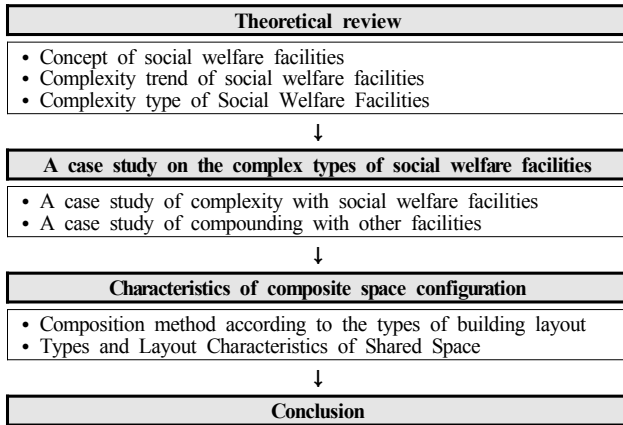 Theoretical review
• Concept of social welfare facilities
• Complexity trend of social welfare facilities
• Complexity type of Social Welfare Facilities
↓
A case study on the complex types of social welfare facilities
• A case study of complexity with social welfare facilities
• A case study of compounding with other facilities
↓
Characteristics of composite space configuration
• Composition method according to the types of building layout
• Types and Layout Characteristics of Shared Space
↓
Conclusion